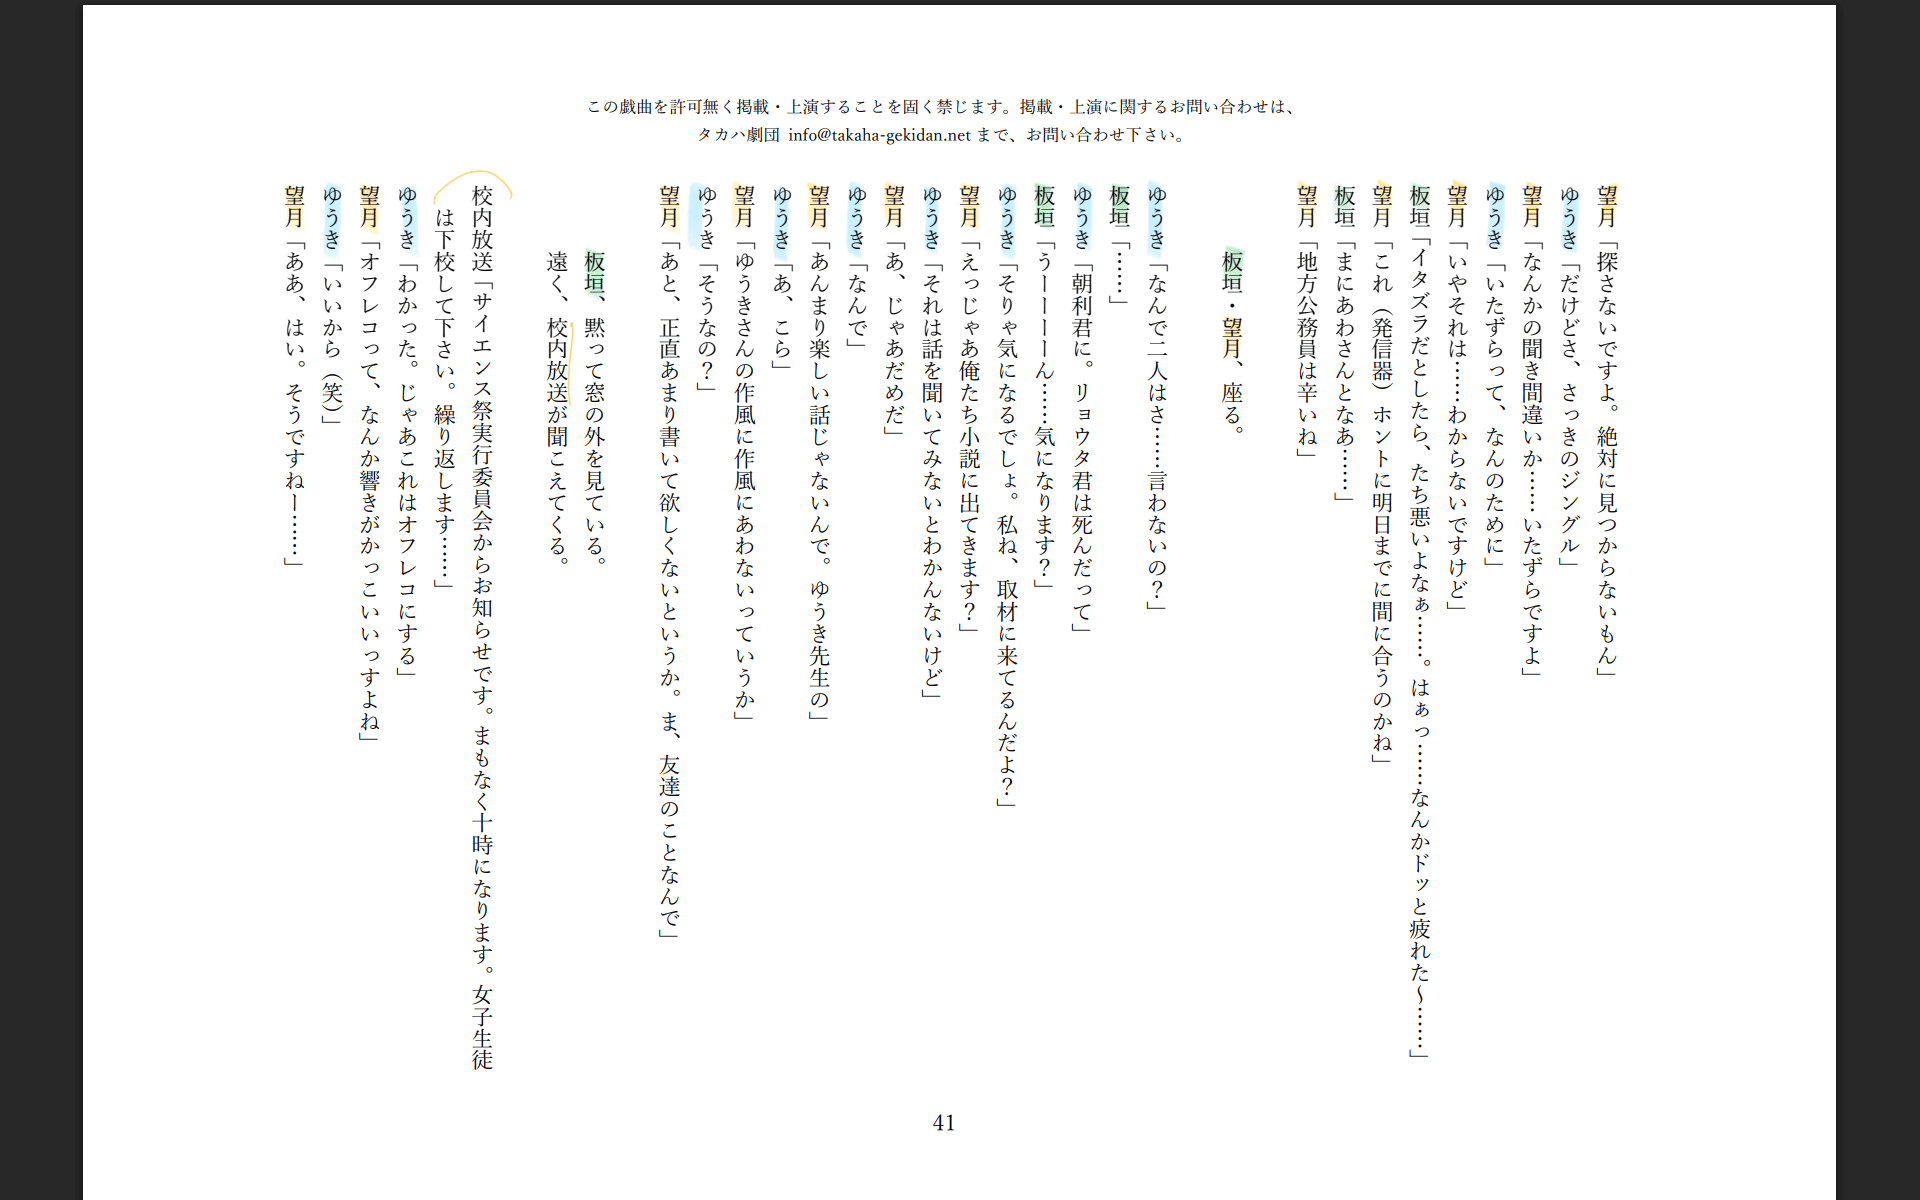 この戯曲を許可無く掲載・上演することを固く禁じます。掲載・上演に関するお問い合わせは、
タカハ劇団 info@takaha-gekidan.net まで、お問い合わせ下さい。
望月「探さないですよ。絶対に見つからないもん」
ゆうき「だけどさ、さっきのジングル」
望月「なんかの聞き間違いか……いたずらですよ」
ゆうき「いたずらって、なんのために」
望月「いやそれは……わからないですけど」
板垣「イタズラだとしたら、たち悪いよなぁ……。はぁっ……なんかドッと疲れた～……」
望月「これ（発信器）ホントに明日までに間に合うのかね」
板垣「まにあわさんとなあ……」
望月「地方公務員は辛いね」
板垣・望月、座る。
ゆうき「なんで二人はさ……言わないの？」
板垣「……」
ゆうき「朝利君に。リョウタ君は死んだって」
板垣「うーーーーん……気になります？」
ゆうき「そりゃ気になるでしょ。私ね、取材に来てるんだよ？」
望月「えっじゃあ俺たち小説に出てきます？」
ゆうき「それは話を聞いてみないとわかんないけど」
望月「あ、じゃあだめだ」
ゆうき「なんで」
望月「あんまり楽しい話じゃないんで。ゆうき先生の」
ゆうき「あ、こら」
望月「ゆうきさんの作風に作風にあわないっていうか」
ゆうき「そうなの？」
望月「あと、正直あまり書いて欲しくないというか。ま、友達のことなんで」
板垣、黙って窓の外を見ている。
遠く、校内放送が聞こえてくる。
校内放送「サイエンス祭実行委員会からお知らせです。まもなく十時になります。女子生徒
は下校して下さい。繰り返します……」
ゆうき「わかった。じゃあこれはオフレコにする」
望月「オフレコって、なんか響きがかっこいいっすよね」
ゆうき「いいから（笑）」
望月「ああ、はい。そうですねー……」
41